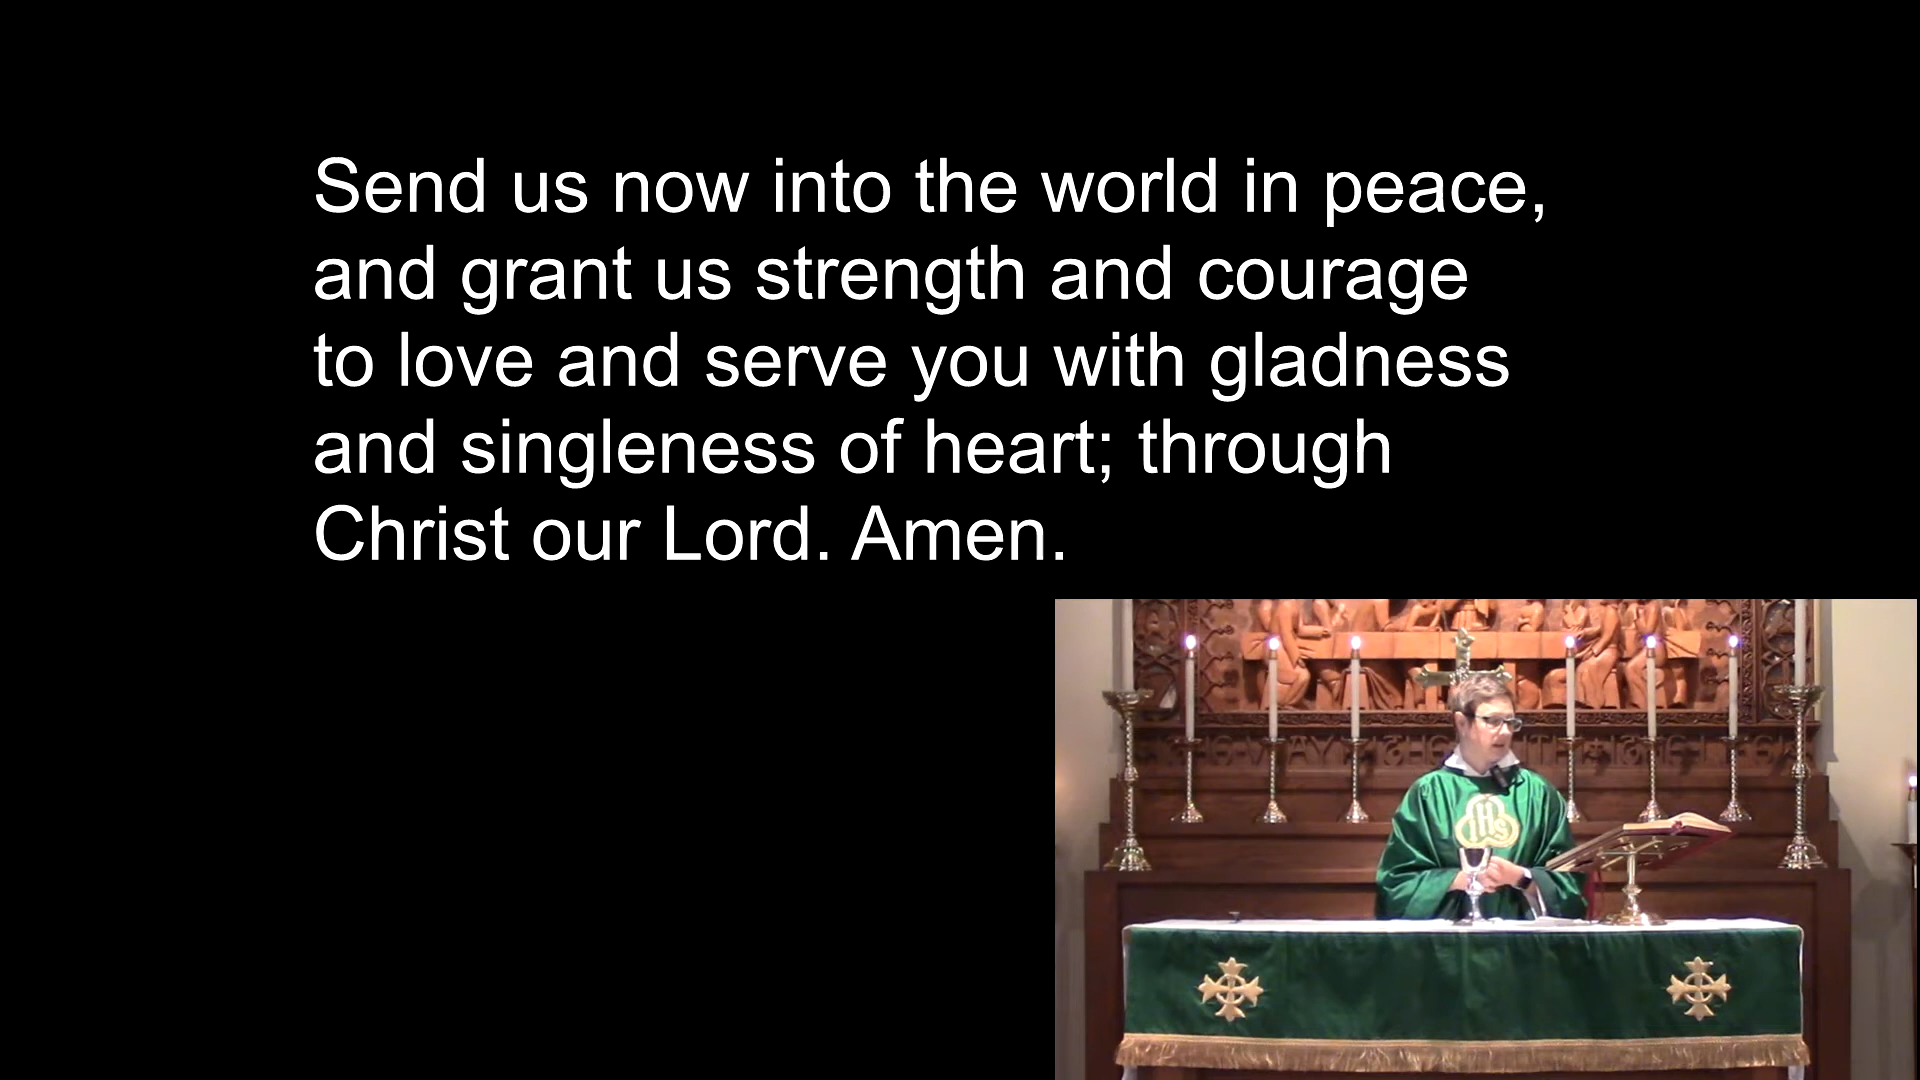 Send us now into the world in peace,
and grant us strength and courage
to love and serve you with gladness
and singleness of heart; through
Christ our Lord. Amen.
IHS